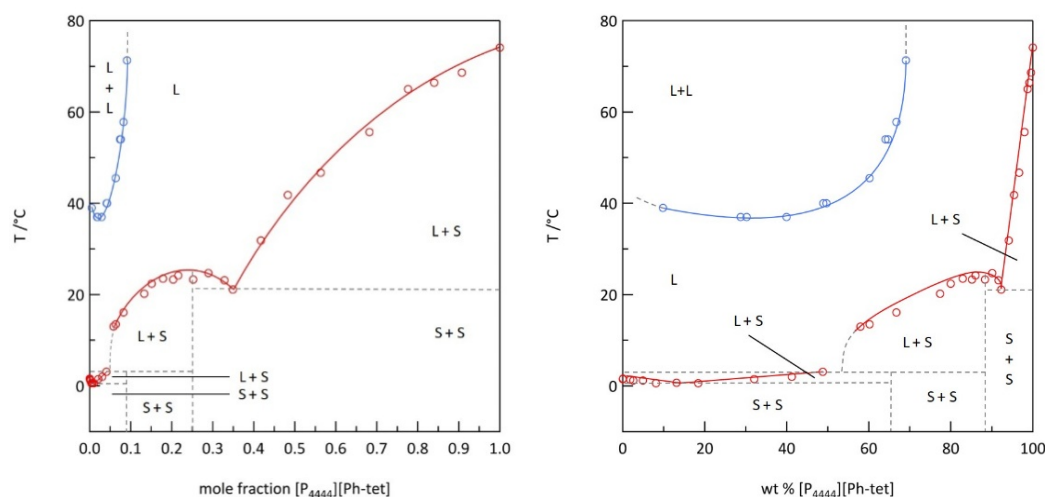 80
60
40
20
0
T /°C
L
+
L
L
L + S
S + S
L + S
L + S
S + S
S + S
0.0 0.1 0.2 0.3 0.4 0.5 0.6 0.7 0.8 0.9 1.0
mole fraction [P4444][Ph-tet]
80
60
40
20
0
T /°C
L+L
L + S
L
L + S
L + S
S
+
S
S + S
S + S
0 20 40 60 80 100
wt % [P4444][Ph-tet]